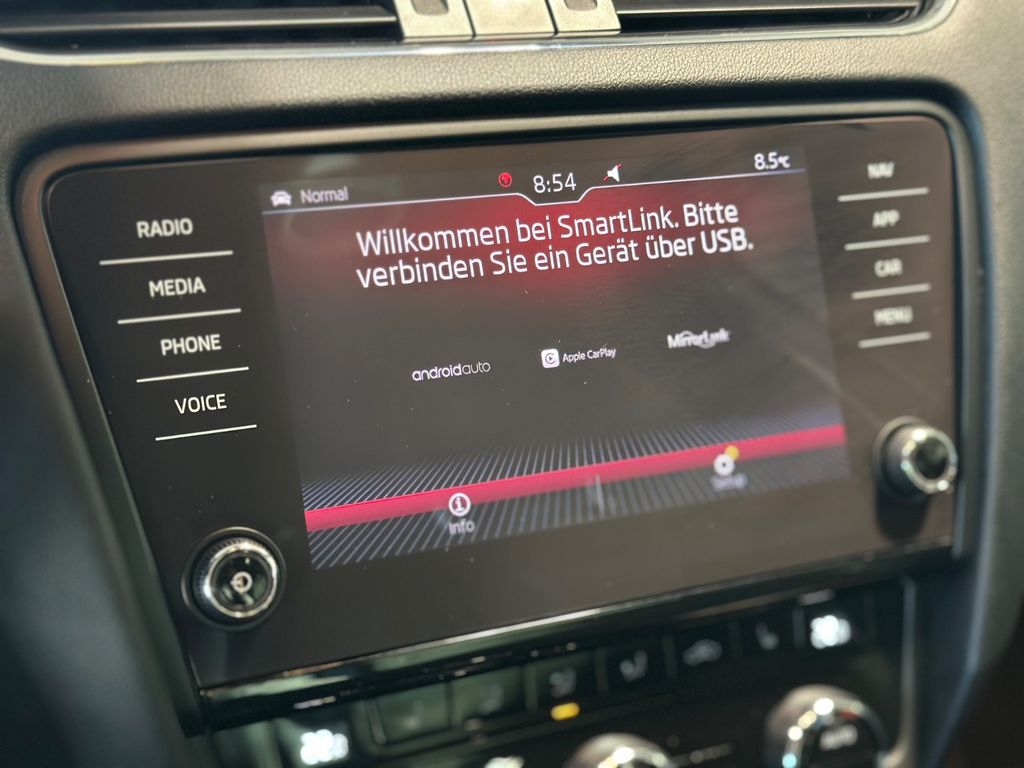 Normal
8:54
8.5°C
Willkommen bei SmartLink. Bitte
verbinden Sie ein Gerät über USB.
androidauto
Apple CarPlay
MirrorLink
Info
Setup
RADIO
MEDIA
PHONE
VOICE
NAV
APP
CAR
MENU
AUTO